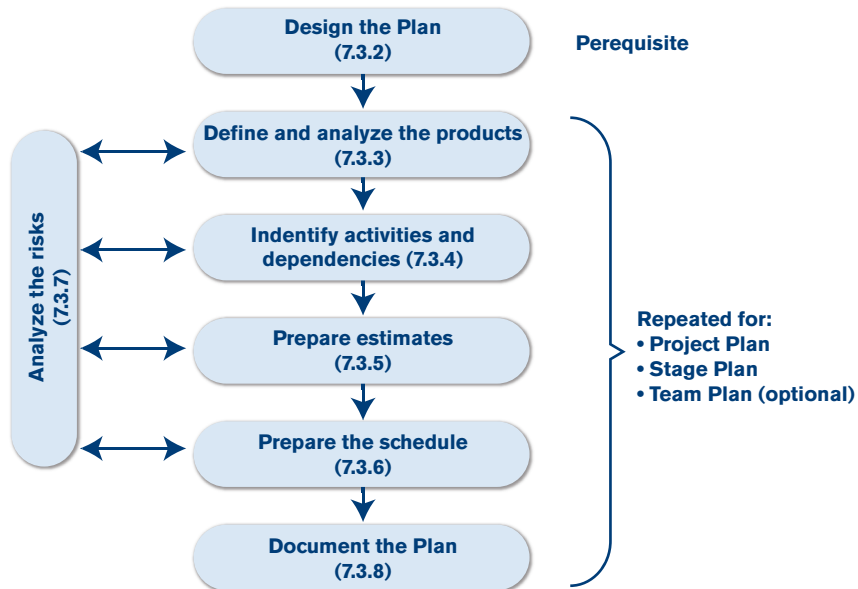 Design the Plan
(7.3.2)
Perequisite
Define and analyze the products
(7.3.3)
Indentify activities and
dependencies (7.3.4)
Analyze the risks
(7.3.7)
Prepare estimates
(7.3.5)
Repeated for:
• Project Plan
• Stage Plan
• Team Plan (optional)
Prepare the schedule
(7.3.6)
Document the Plan
(7.3.8)